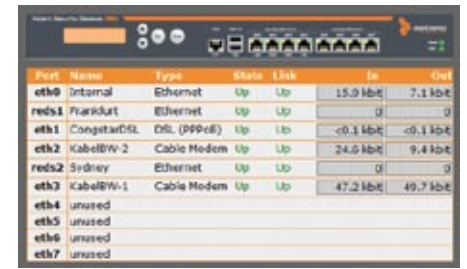 Port Name Type State Link In Out
eth0 Internal Ethernet Up Up 15.9 kbit 7.1 kbit
reds1 Frankfurt Ethernet Up Up 0 0
eth1 CongstarDSL DSL (PPPoE) Up Up <0.1 kbit <0.1 kbit
eth2 KabelBW-2 Cable Modem Up Up 24.6 kbit 9.4 kbit
reds2 Sydney Ethernet Up Up 0 0
eth3 KabelBW-1 Cable Modem Up Up 47.2 kbit 49.7 kbit
eth4 unused
eth5 unused
eth6 unused
eth7 unused